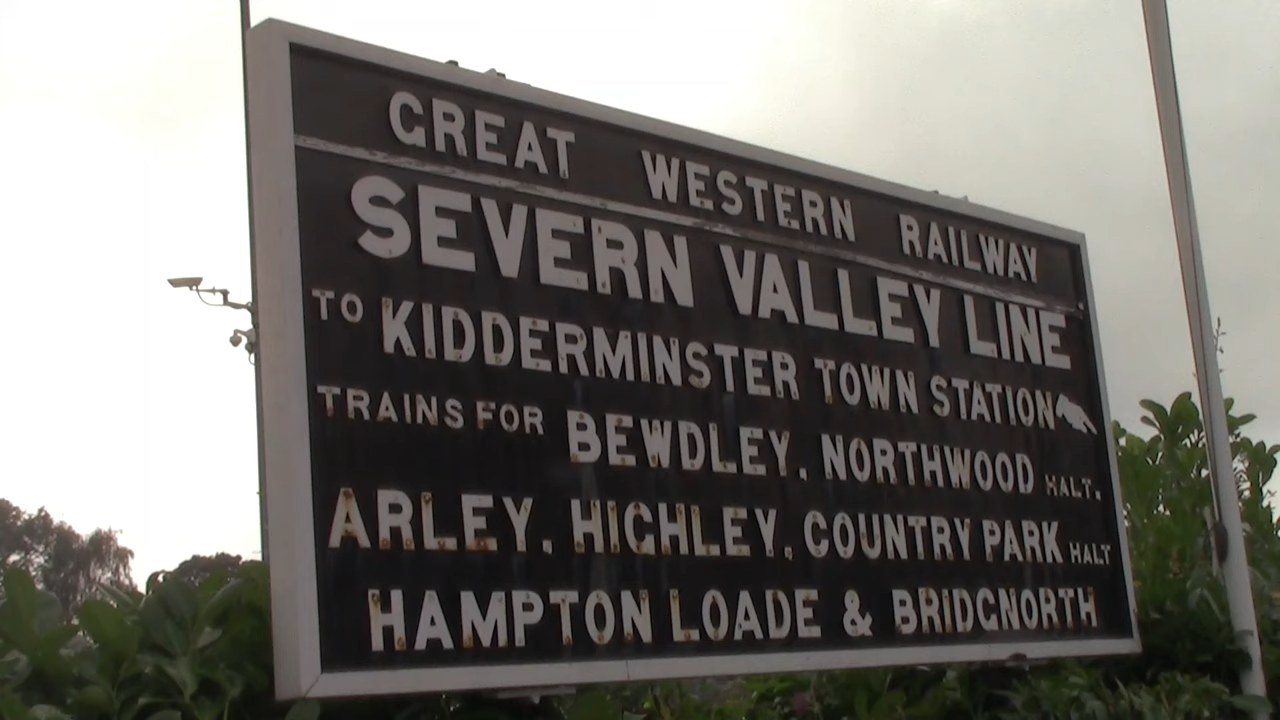 GREAT WESTERN RAILWAY
SEVERN VALLEY LINE
TO KIDDERMINSTER TOWN STATION
TRAINS FOR BEWDLEY, NORTHWOOD HALT.
ARLEY, HIGHLEY, COUNTRY PARK HALT
HAMPTON LOADE & BRIDGNORTH